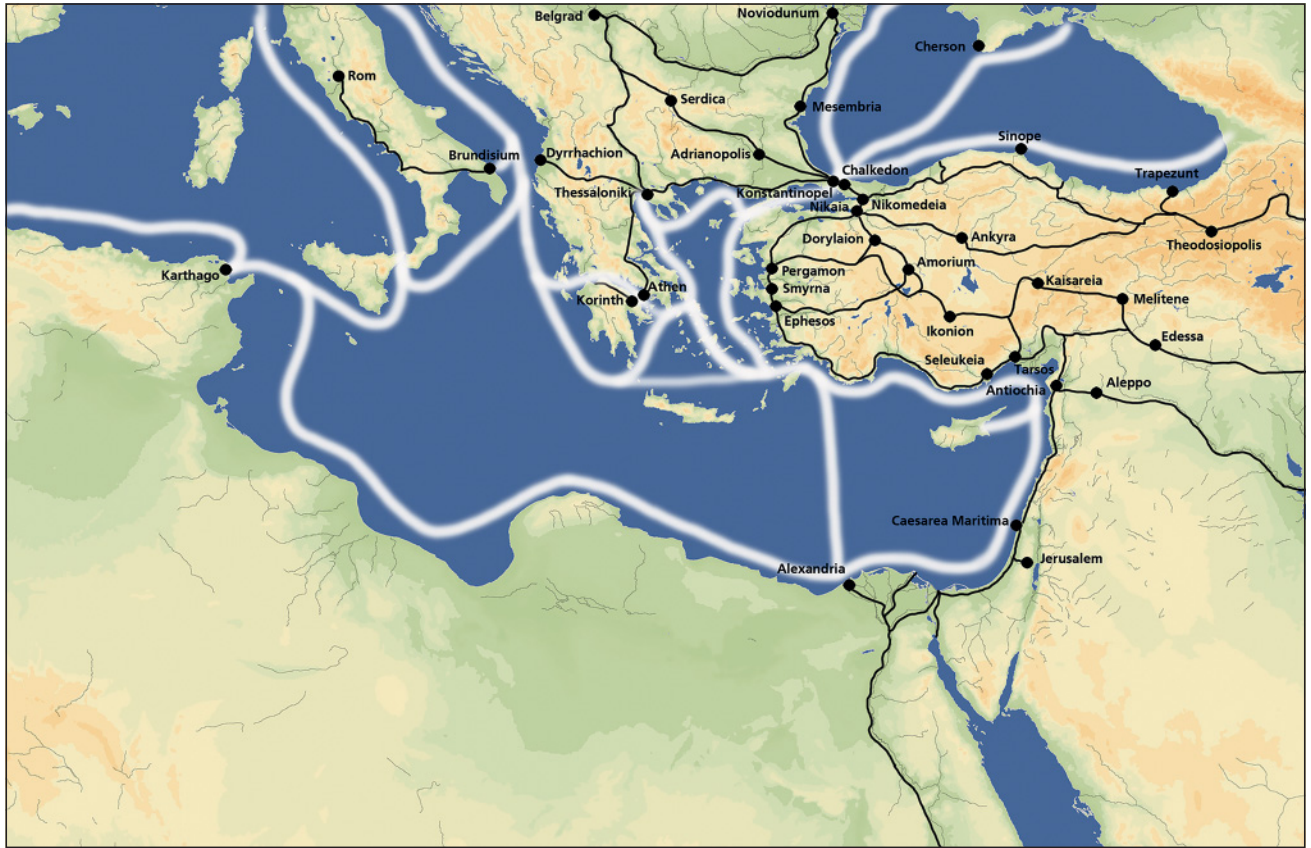 Belgrad
Noviodunum
Cherson
Rom
Serdica
Mesembria
Sinope
Brundisium
Dyrrhachion
Adrianopolis
Chalkedon
Trapezunt
Thessaloniki
Konstantinopel
Nikaia
Nikomedeia
Dorylaion
Ankyra
Theodosiopolis
Karthago
Pergamon
Amorium
Kaisareia
Athen
Smyrna
Korinth
Melitene
Ephesos
Ikonion
Edessa
Seleukeia
Tarsos
Antiochia
Aleppo
Caesarea Maritima
Jerusalem
Alexandria